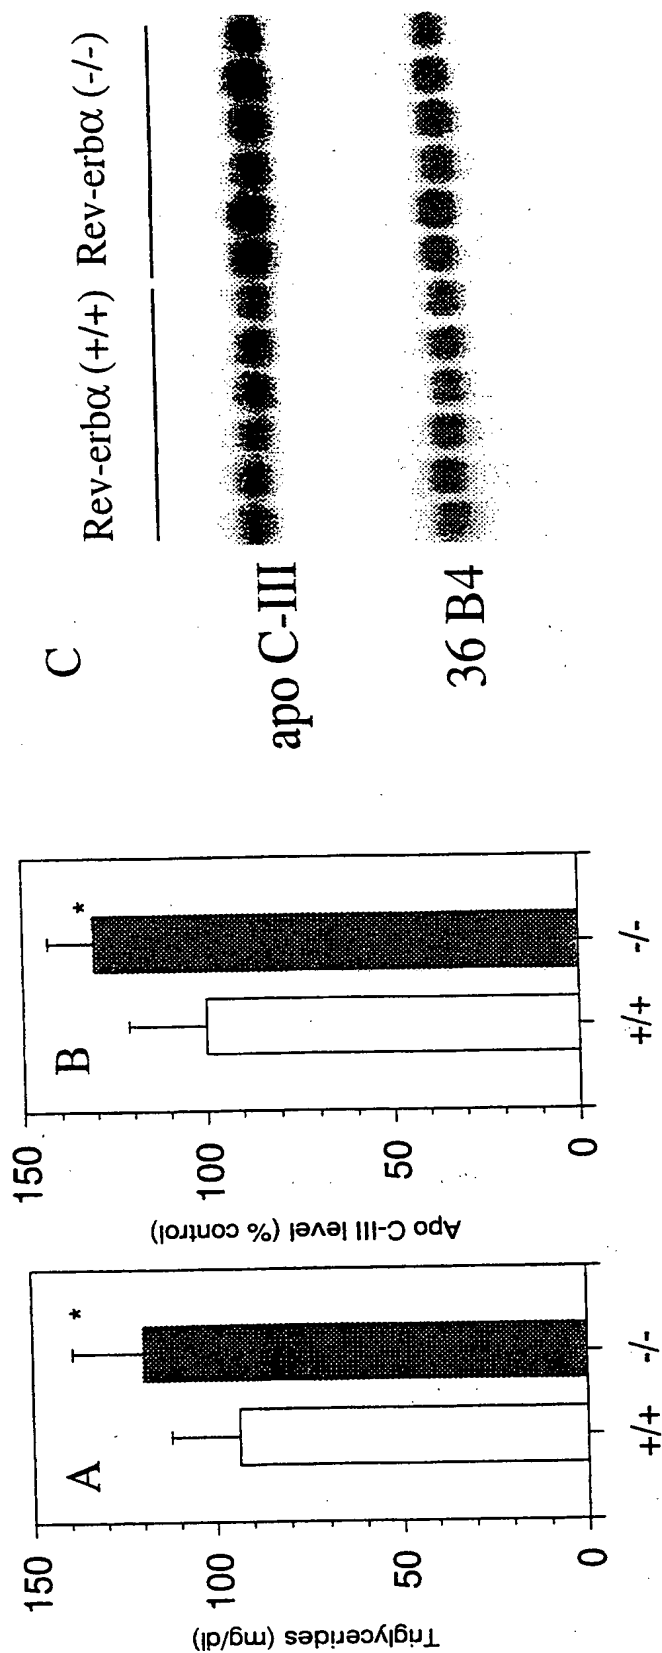 A
Triglycerides (mg/dl)
150
100
50
0
+/+ -/-
*
B
Apo C-III level (% control)
150
100
50
0
+/+ -/-
*
C
Rev-erbα (+/+) Rev-erbα (-/-)
apo C-III
36 B4